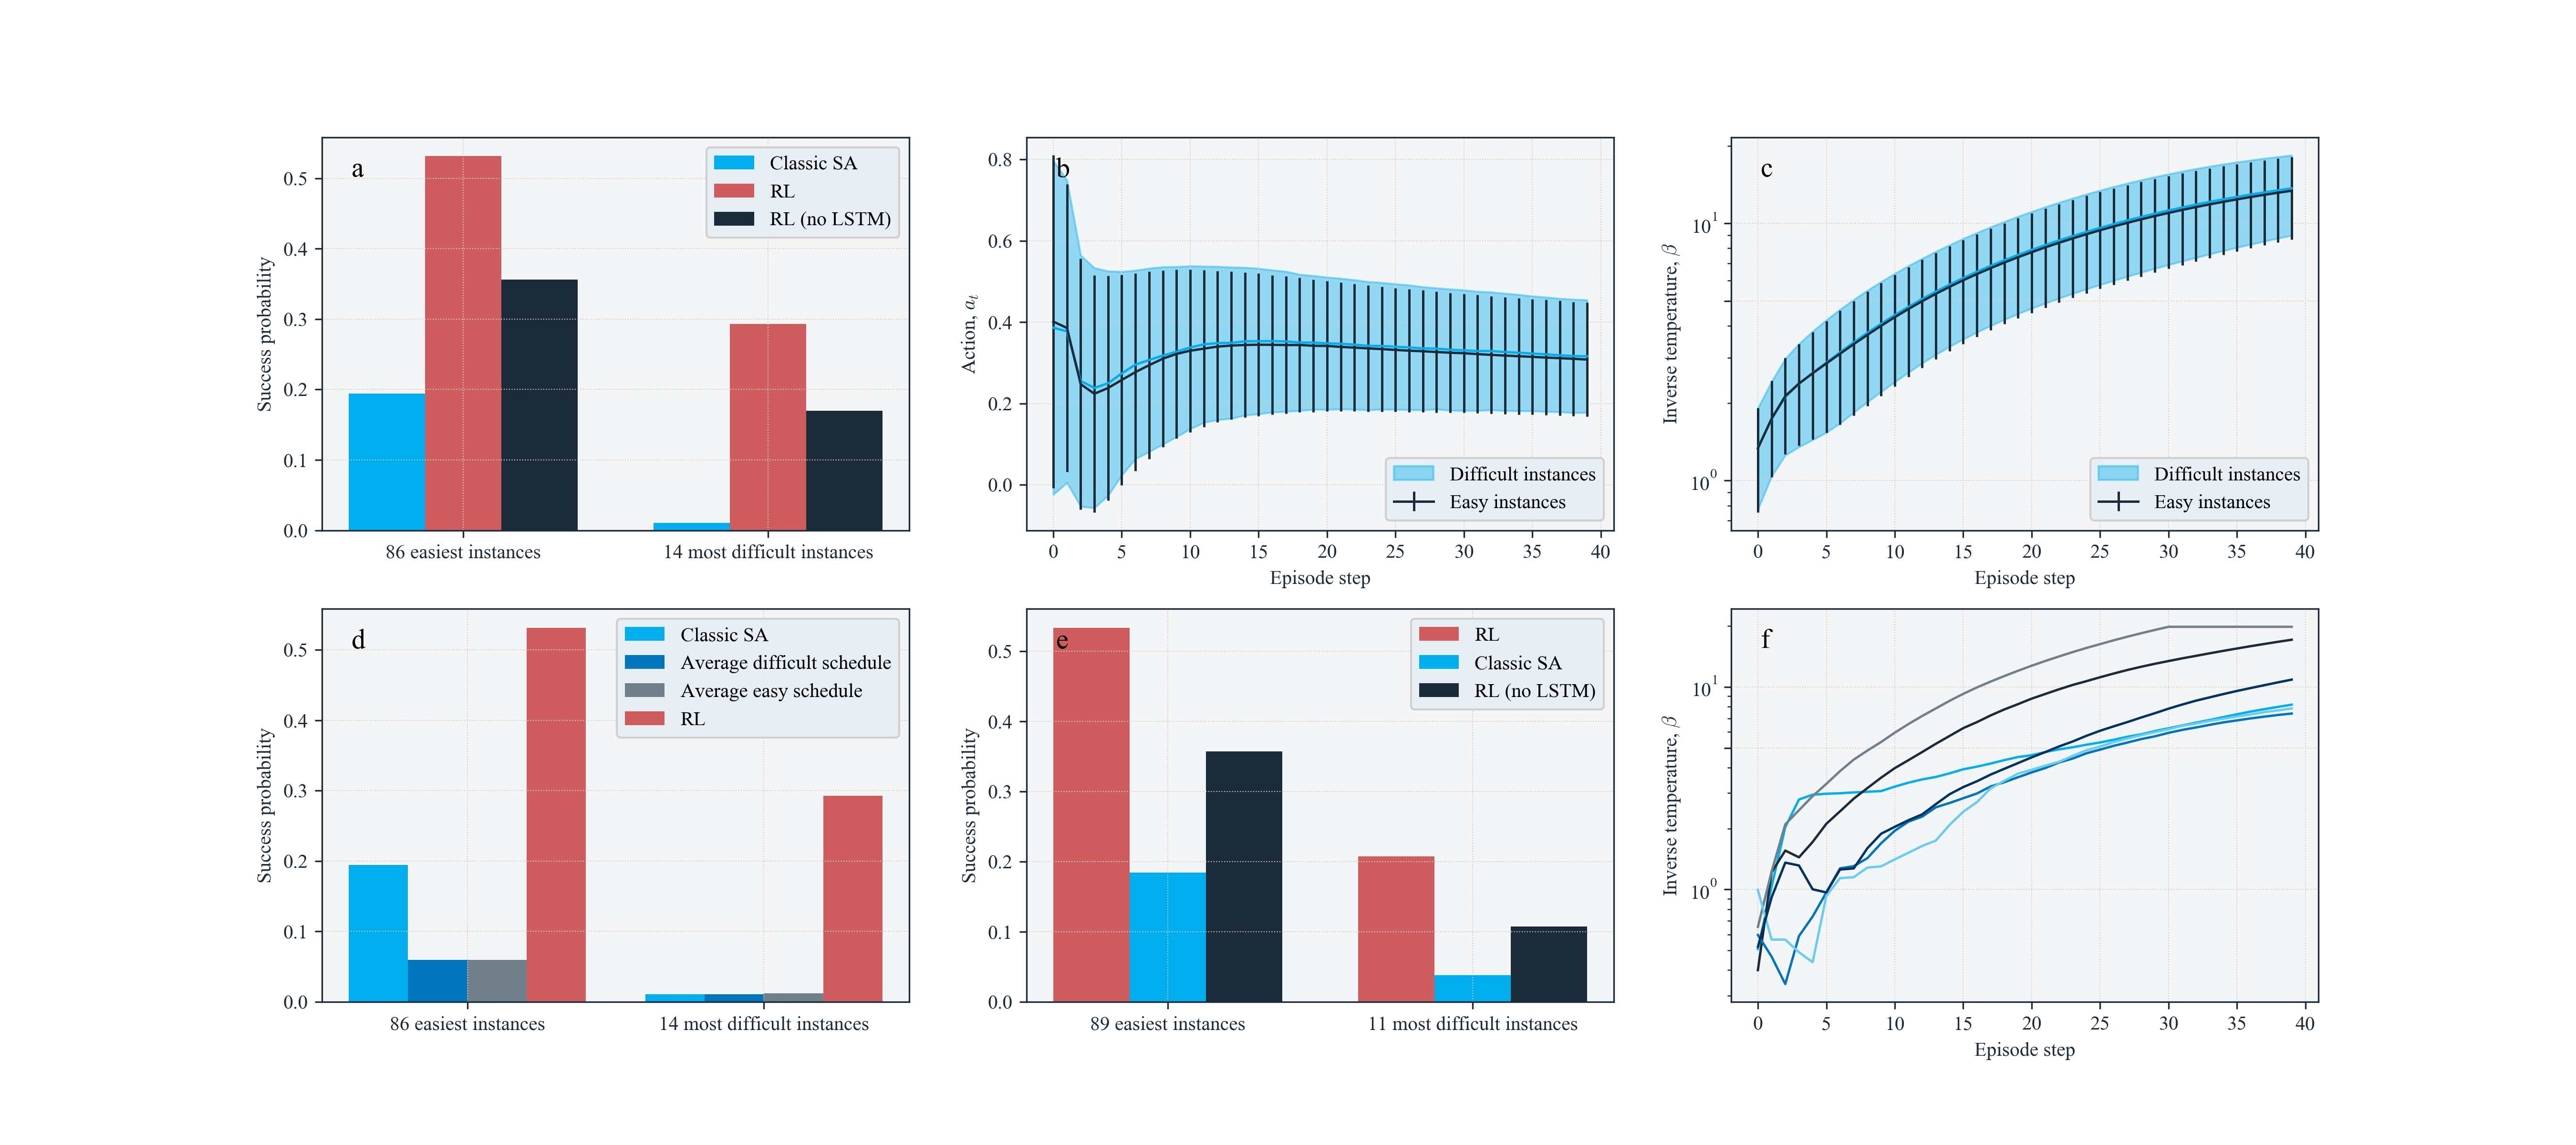 a
Classic SA
RL
RL (no LSTM)
Success probability
0.5
0.4
0.3
0.2
0.1
0.0
86 easiest instances
14 most difficult instances
b
Action, a_t
0.8
0.6
0.4
0.2
0.0
Difficult instances
Easy instances
0
5
10
15
20
25
30
35
40
Episode step
c
Inverse temperature, β
10^1
10^0
Difficult instances
Easy instances
0
5
10
15
20
25
30
35
40
Episode step
d
Classic SA
Average difficult schedule
Average easy schedule
RL
Success probability
0.5
0.4
0.3
0.2
0.1
0.0
86 easiest instances
14 most difficult instances
e
RL
Classic SA
RL (no LSTM)
Success probability
0.5
0.4
0.3
0.2
0.1
0.0
89 easiest instances
11 most difficult instances
f
Inverse temperature, β
10^1
10^0
0
5
10
15
20
25
30
35
40
Episode step